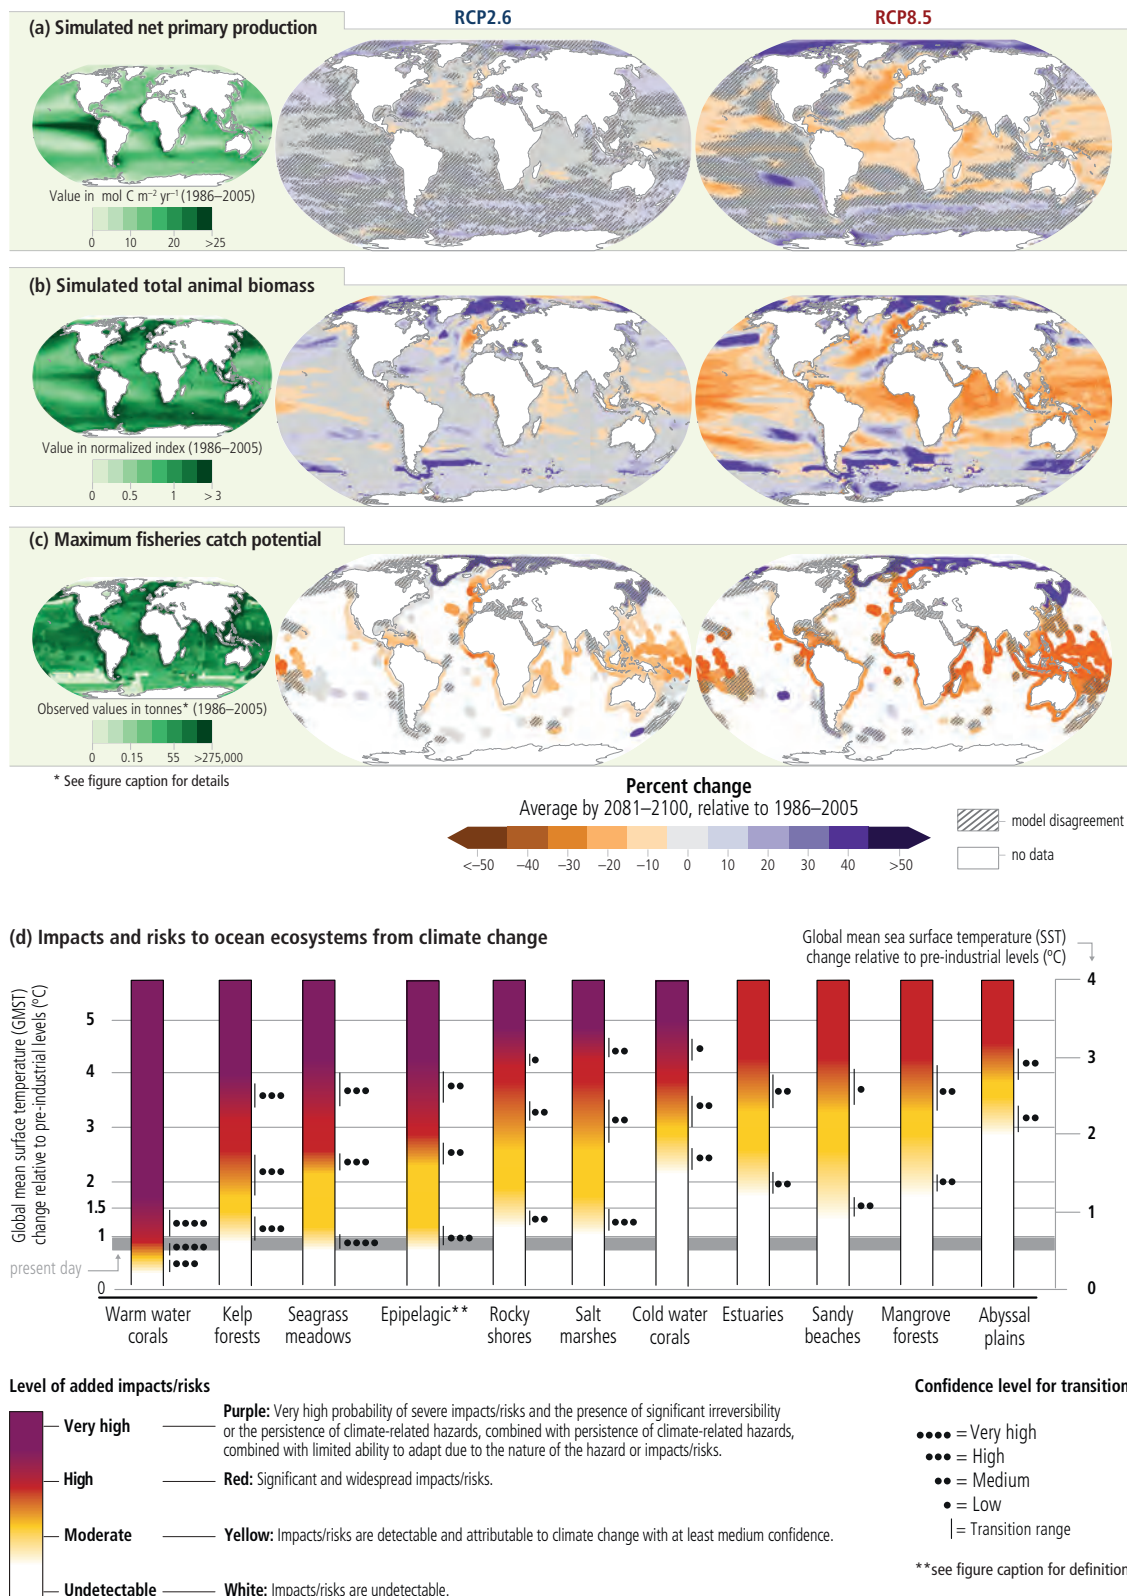 RCP2.6
RCP8.5
(a) Simulated net primary production
Value in mol C m⁻² yr⁻¹ (1986–2005)
0 10 20 >25
(b) Simulated total animal biomass
Value in normalized index (1986–2005)
0 0.5 1 > 3
(c) Maximum fisheries catch potential
Observed values in tonnes* (1986–2005)
0 0.15 55 >275,000
* See figure caption for details
Percent change
Average by 2081–2100, relative to 1986–2005
<–50 –40 –30 –20 –10 0 10 20 30 40 >50
model disagreement
no data
(d) Impacts and risks to ocean ecosystems from climate change
Global mean sea surface temperature (SST)
change relative to pre-industrial levels (ºC)
Global mean surface temperature (GMST)
change relative to pre-industrial levels (ºC)
5
4
3
2
1.5
1
0
present day
4
3
2
1
0
Warm water
corals
Kelp
forests
Seagrass
meadows
Epipelagic**
Rocky
shores
Salt
marshes
Cold water
corals
Estuaries
Sandy
beaches
Mangrove
forests
Abyssal
plains
Level of added impacts/risks
Very high
Purple: Very high probability of severe impacts/risks and the presence of significant irreversibility
or the persistence of climate-related hazards, combined with persistence of climate-related hazards,
combined with limited ability to adapt due to the nature of the hazard or impacts/risks.
High
Red: Significant and widespread impacts/risks.
Moderate
Yellow: Impacts/risks are detectable and attributable to climate change with at least medium confidence.
Undetectable
White: Impacts/risks are undetectable.
Confidence level for transition
•••• = Very high
••• = High
•• = Medium
• = Low
| = Transition range
**see figure caption for definition